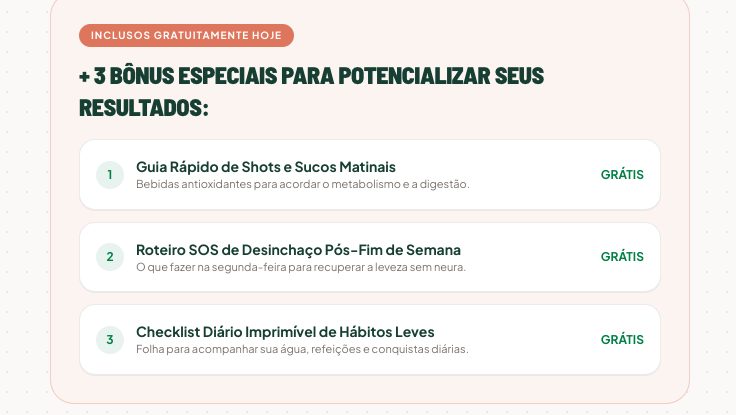 INCLUSOS GRATUITAMENTE HOJE
+ 3 BÔNUS ESPECIAIS PARA POTENCIALIZAR SEUS
RESULTADOS:
1
Guia Rápido de Shots e Sucos Matinais
Bebidas antioxidantes para acordar o metabolismo e a digestão.
GRÁTIS
2
Roteiro SOS de Desinchaço Pós-Fim de Semana
O que fazer na segunda-feira para recuperar a leveza sem neura.
GRÁTIS
3
Checklist Diário Imprimível de Hábitos Leves
Folha para acompanhar sua água, refeições e conquistas diárias.
GRÁTIS